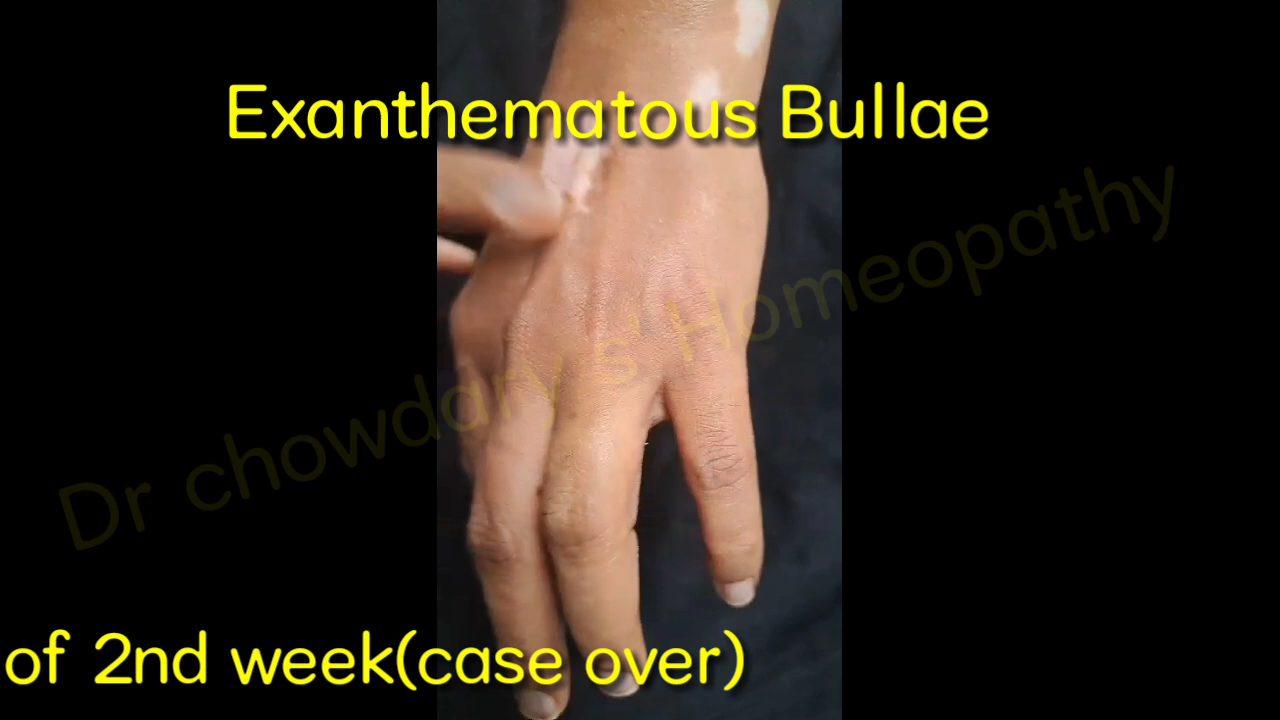 Exanthematous Bullae
Dr chowdary s' Homeopathy
of 2nd week(case over)